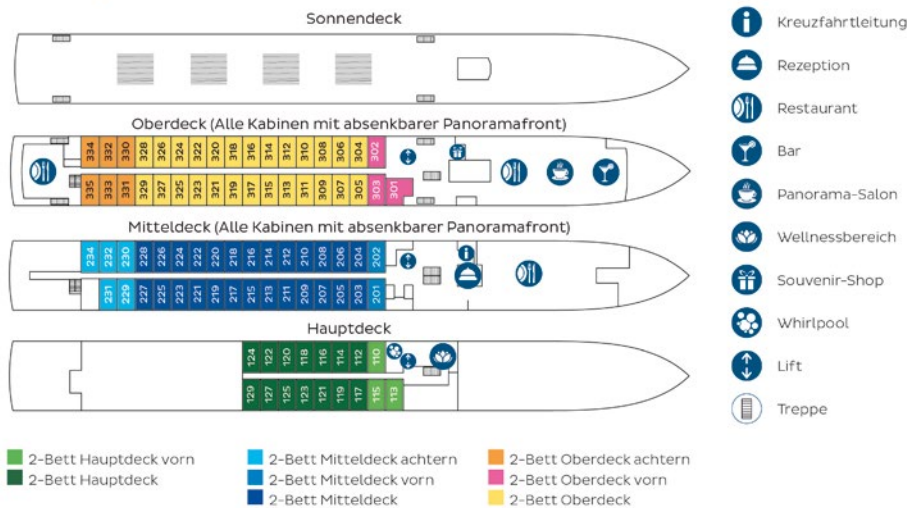 Sonnendeck
Oberdeck (Alle Kabinen mit absenkbarer Panoramafront)
334 332 330 328 326 324 322 320 318 316 314 312 310 308 306 304 302
335 333 331 329 327 325 323 321 319 317 315 313 311 309 307 305 303 301
Mitteldeck (Alle Kabinen mit absenkbarer Panoramafront)
234 232 230 228 226 224 222 220 218 216 214 212 210 208 206 204 202
231 229 227 225 223 221 219 217 215 213 211 209 207 205 203 201
Hauptdeck
124 122 120 118 116 114 112 110
129 127 125 123 121 119 117 115 113
Kreuzfahrtleitung
Rezeption
Restaurant
Bar
Panorama-Salon
Wellnessbereich
Souvenir-Shop
Whirlpool
Lift
Treppe
2-Bett Hauptdeck vorn
2-Bett Hauptdeck
2-Bett Mitteldeck achtern
2-Bett Mitteldeck vorn
2-Bett Mitteldeck
2-Bett Oberdeck achtern
2-Bett Oberdeck vorn
2-Bett Oberdeck